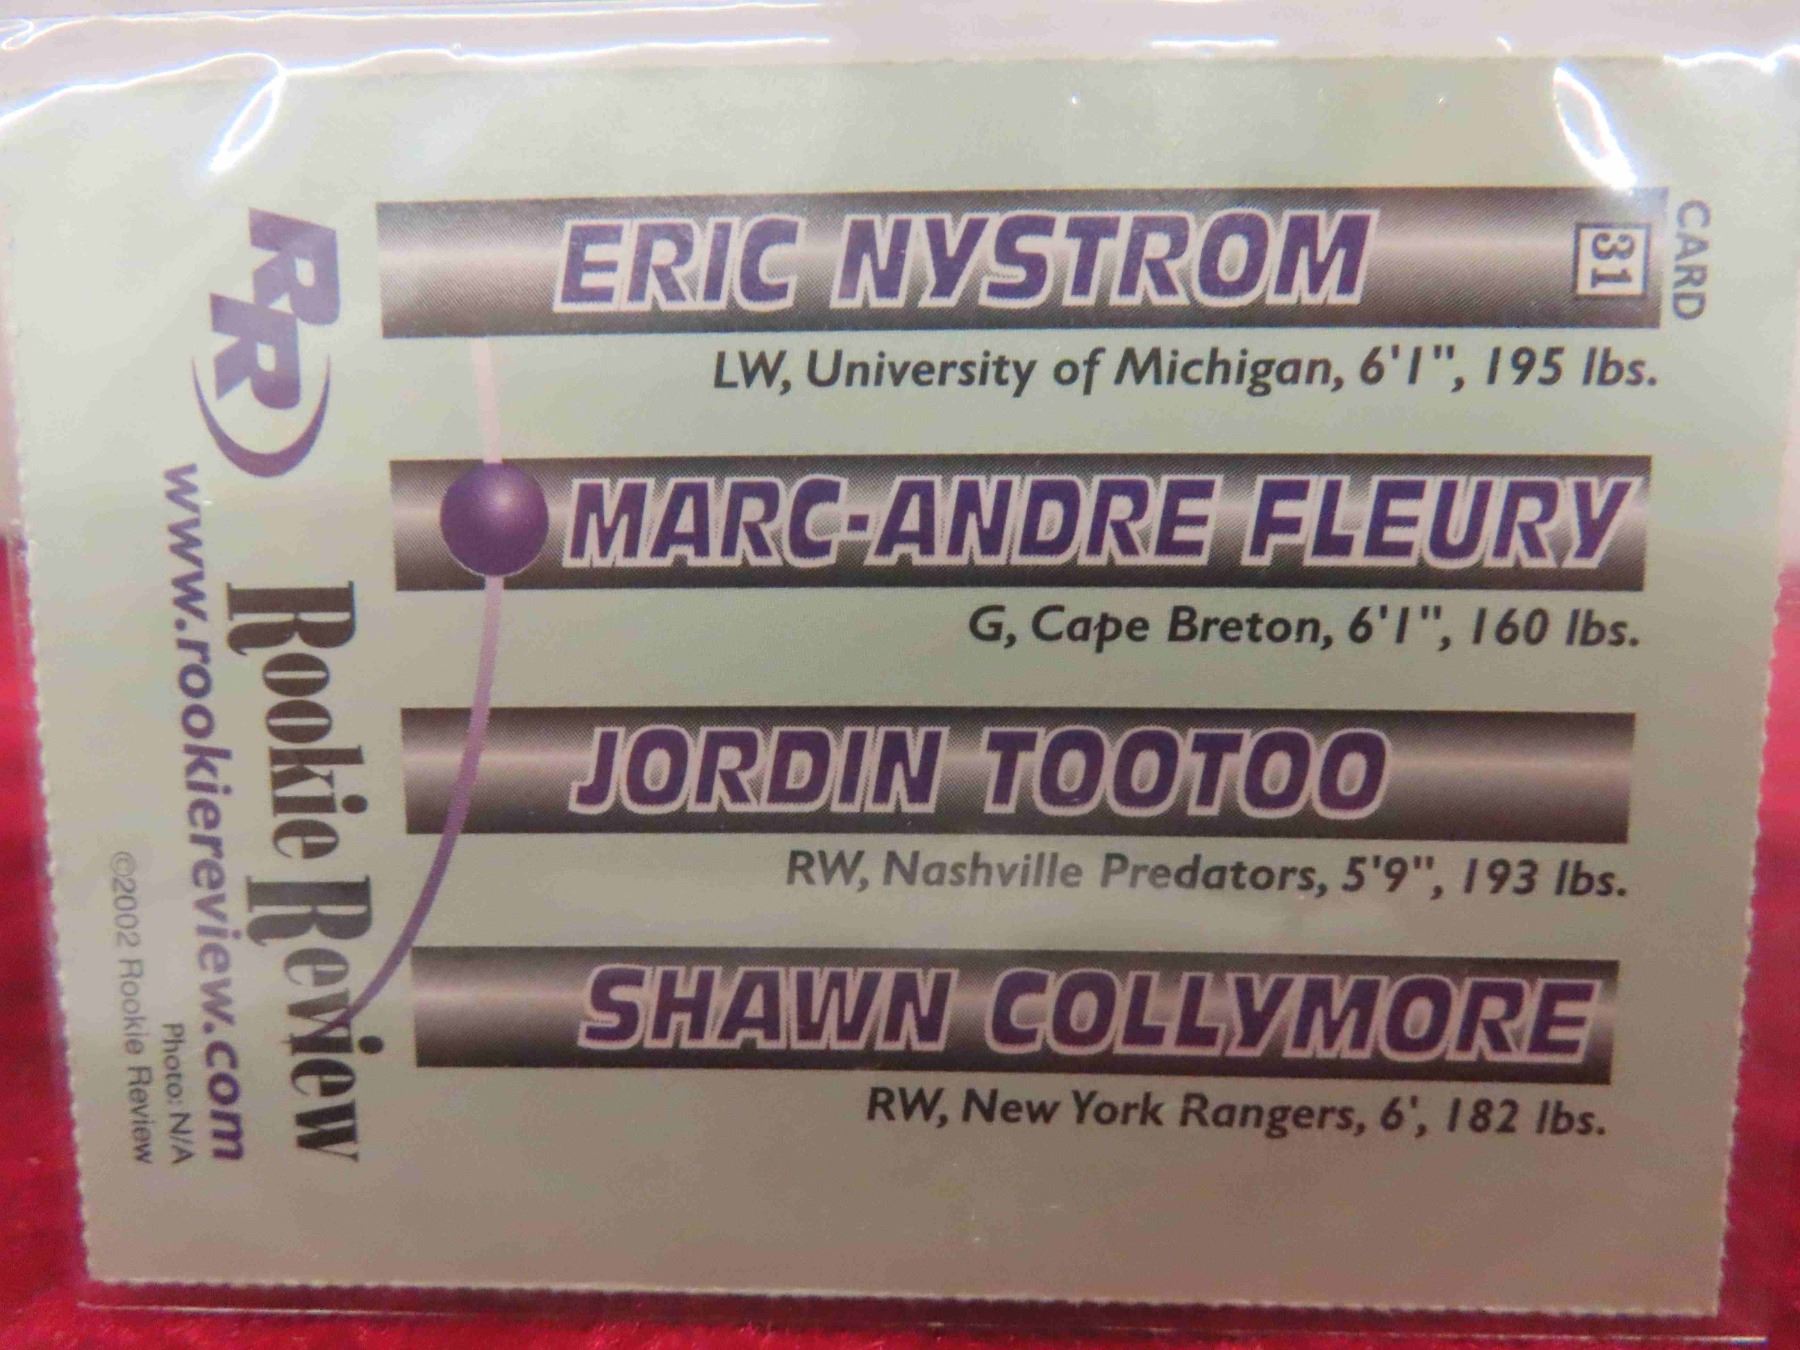 CARD
31
ERIC NYSTROM
LW, University of Michigan, 6'1", 195 lbs.
MARC-ANDRE FLEURY
G, Cape Breton, 6'1", 160 lbs.
JORDIN TOOTOO
RW, Nashville Predators, 5'9", 193 lbs.
SHAWN COLLYMORE
RW, New York Rangers, 6', 182 lbs.
RR
Rookie Review
www.rookiereview.com
Photo: N/A
©2002 Rookie Review